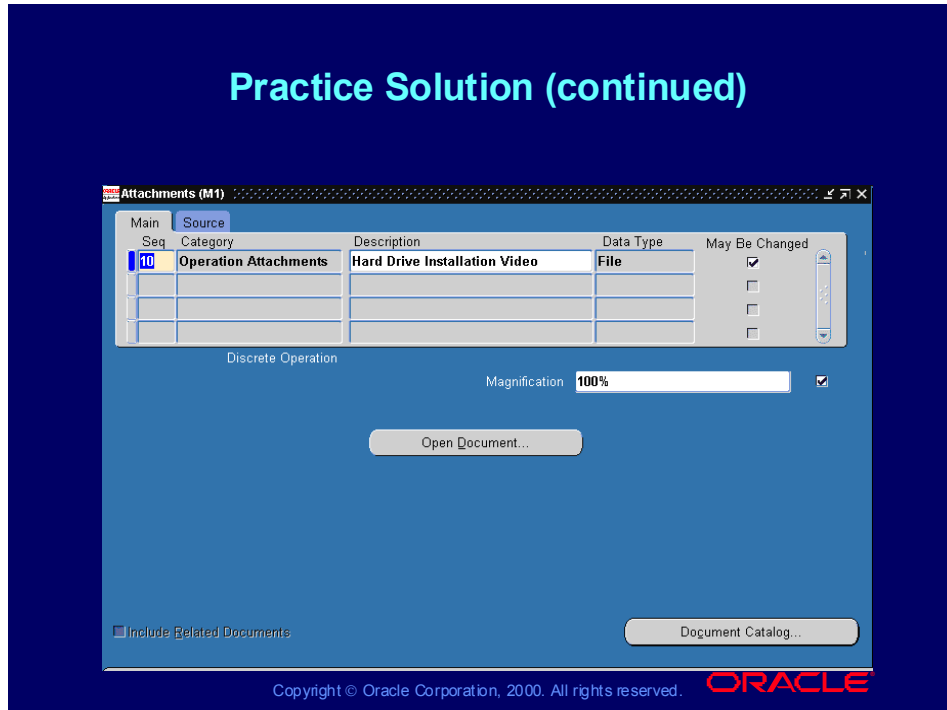 Practice Solution (continued)
Attachments (M1)
Main Source
Seq Category Description Data Type May Be Changed
10 Operation Attachments Hard Drive Installation Video File
Discrete Operation
Magnification 100%
Open Document...
Include Related Documents
Document Catalog...
Copyright © Oracle Corporation, 2000. All rights reserved.
ORACLE